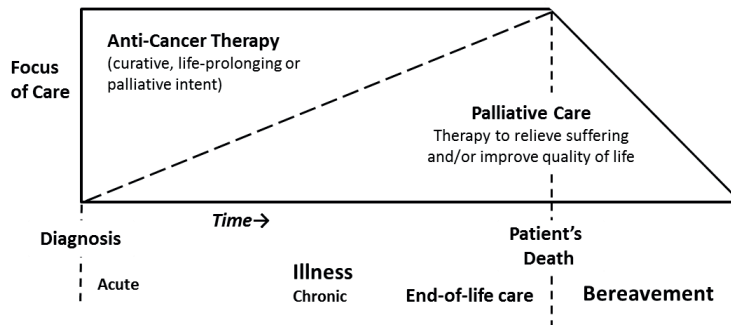 Anti-Cancer Therapy
(curative, life-prolonging or
palliative intent)
Focus
of Care
Palliative Care
Therapy to relieve suffering
and/or improve quality of life
Time→
Diagnosis
Patient's
Death
Acute
Illness
Chronic
End-of-life care
Bereavement